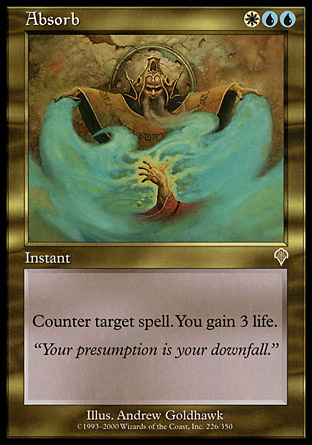 Absorb
Instant
Counter target spell. You gain 3 life.
“Your presumption is your downfall.”
Illus. Andrew Goldhawk
©1993–2000 Wizards of the Coast, Inc. 226/350